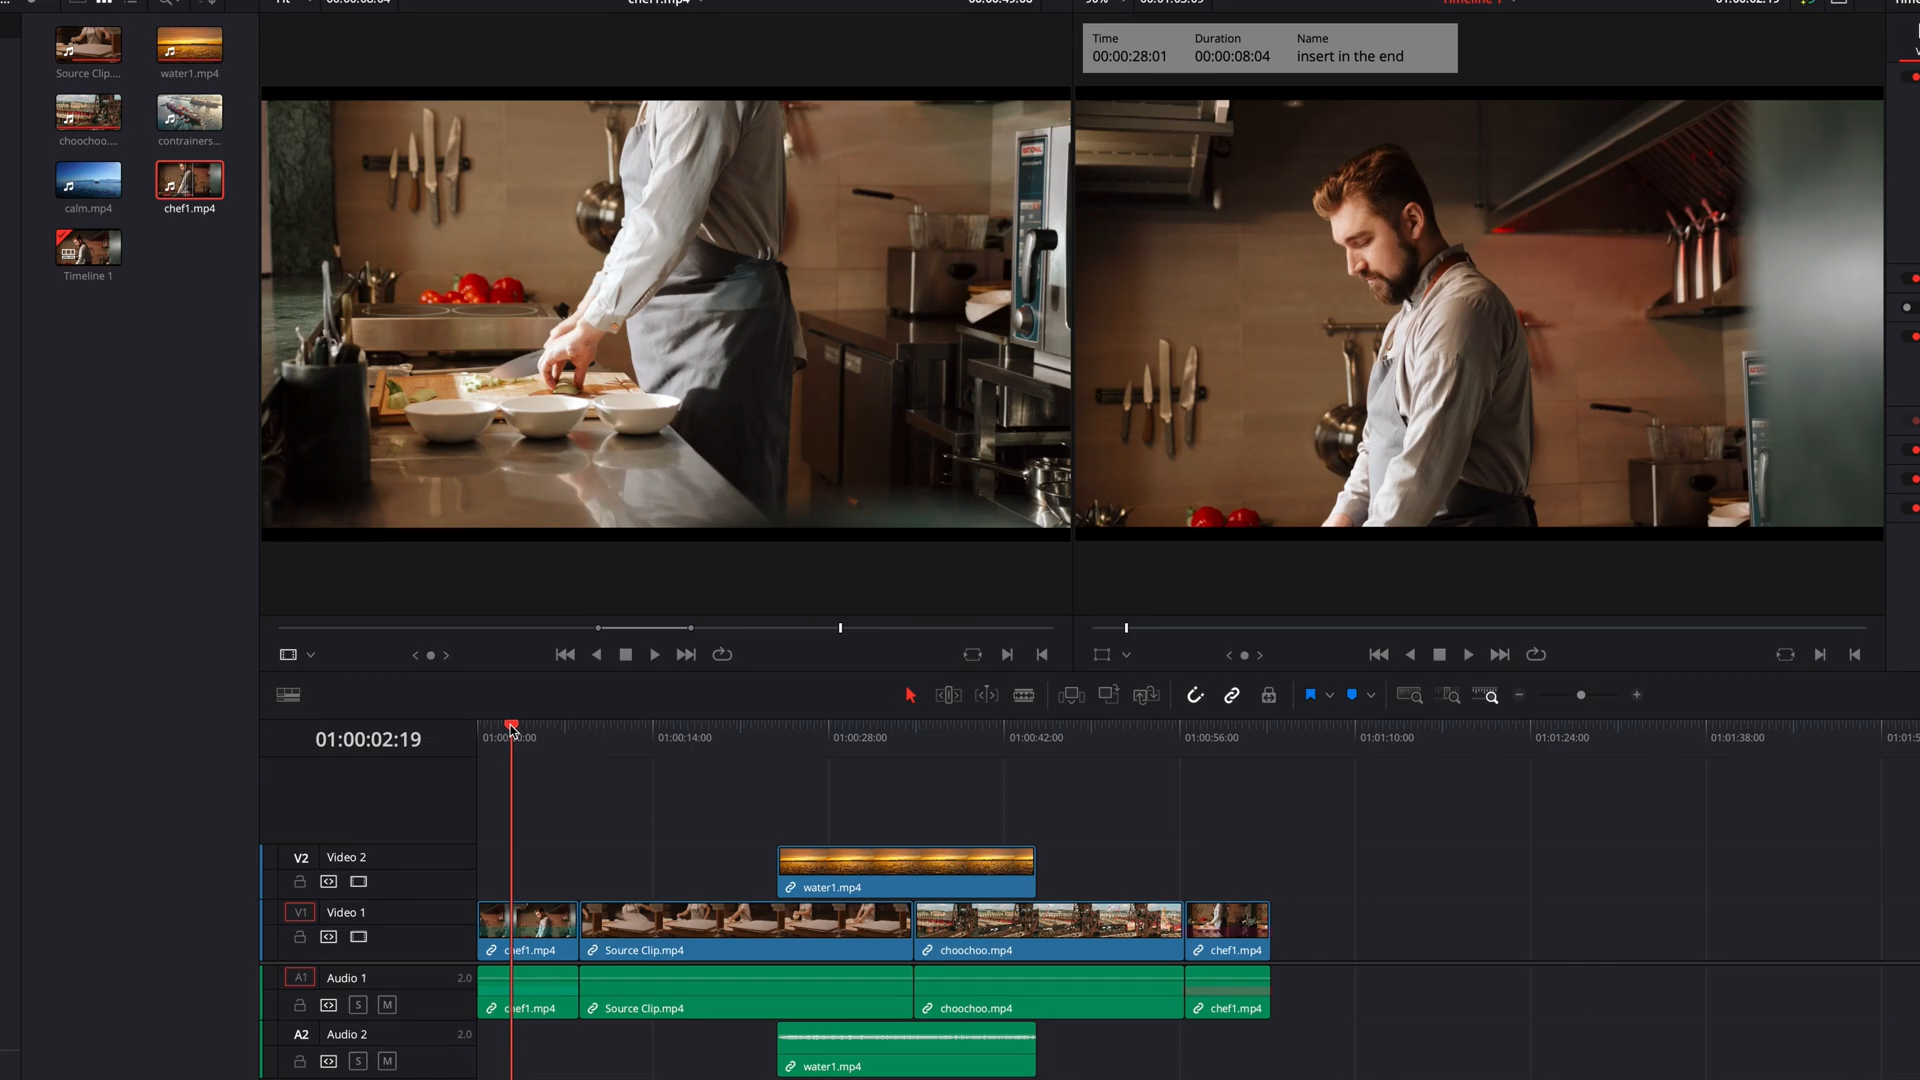 chef1.mp4
Timeline 1
Time
Duration
Name
00:00:28:01
00:00:08:04
insert in the end
Source Clip....
water1.mp4
choochoo....
contrainers...
calm.mp4
chef1.mp4
Timeline 1
01:00:02:19
01:00:14:00
01:00:28:00
01:00:42:00
01:00:56:00
01:01:10:00
01:01:24:00
01:01:38:00
V2
Video 2
water1.mp4
V1
Video 1
chef1.mp4
Source Clip.mp4
choochoo.mp4
chef1.mp4
A1
Audio 1
2.0
S
M
chef1.mp4
Source Clip.mp4
choochoo.mp4
chef1.mp4
A2
Audio 2
2.0
S
M
water1.mp4